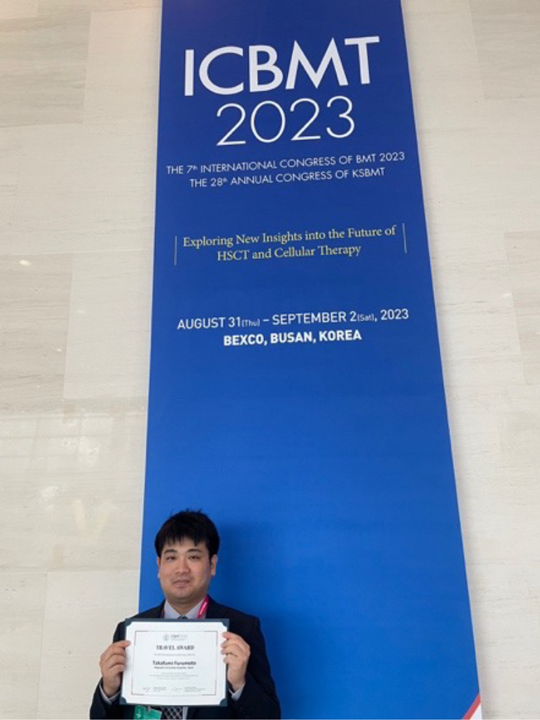 ICBMT
2023
THE 7th INTERNATIONAL CONGRESS OF BMT 2023
THE 28th ANNUAL CONGRESS OF KSBMT
Exploring New Insights into the Future of
HSCT and Cellular Therapy
AUGUST 31(Thu) – SEPTEMBER 2(Sat), 2023
BEXCO, BUSAN, KOREA
TRAVEL AWARD
Takafumi Furumoto